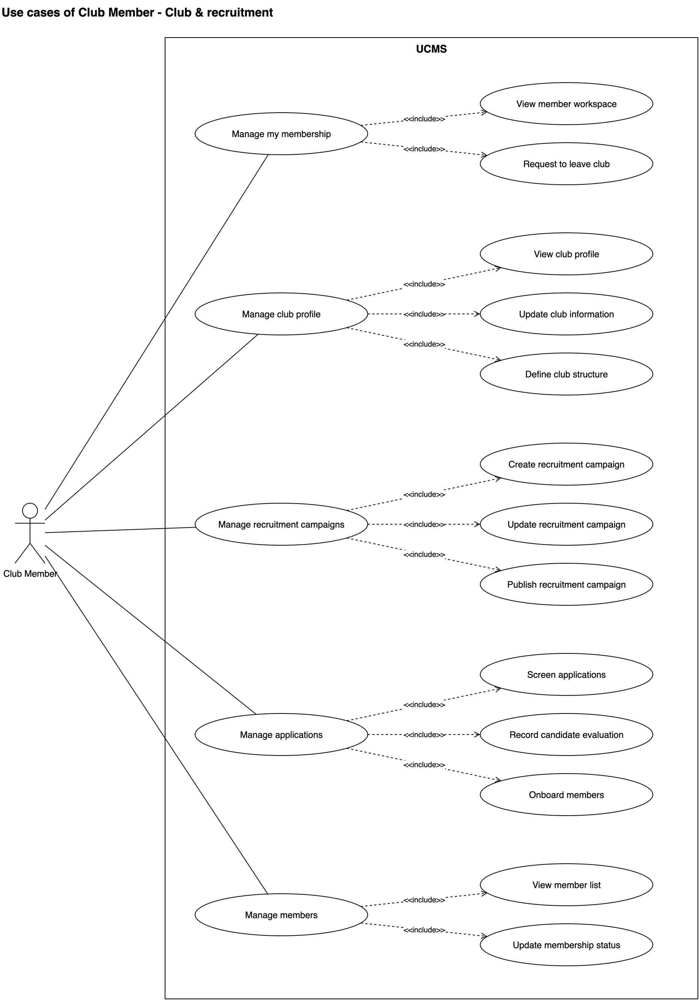 Use cases of Club Member - Club & recruitment
UCMS
View member workspace
<<include>>
Manage my membership
<<include>>
Request to leave club
View club profile
<<include>>
Manage club profile
<<include>>
Update club information
<<include>>
Define club structure
Create recruitment campaign
<<include>>
Manage recruitment campaigns
<<include>>
Update recruitment campaign
<<include>>
Club Member
Publish recruitment campaign
Screen applications
<<include>>
Manage applications
<<include>>
Record candidate evaluation
<<include>>
Onboard members
View member list
<<include>>
Manage members
<<include>>
Update membership status